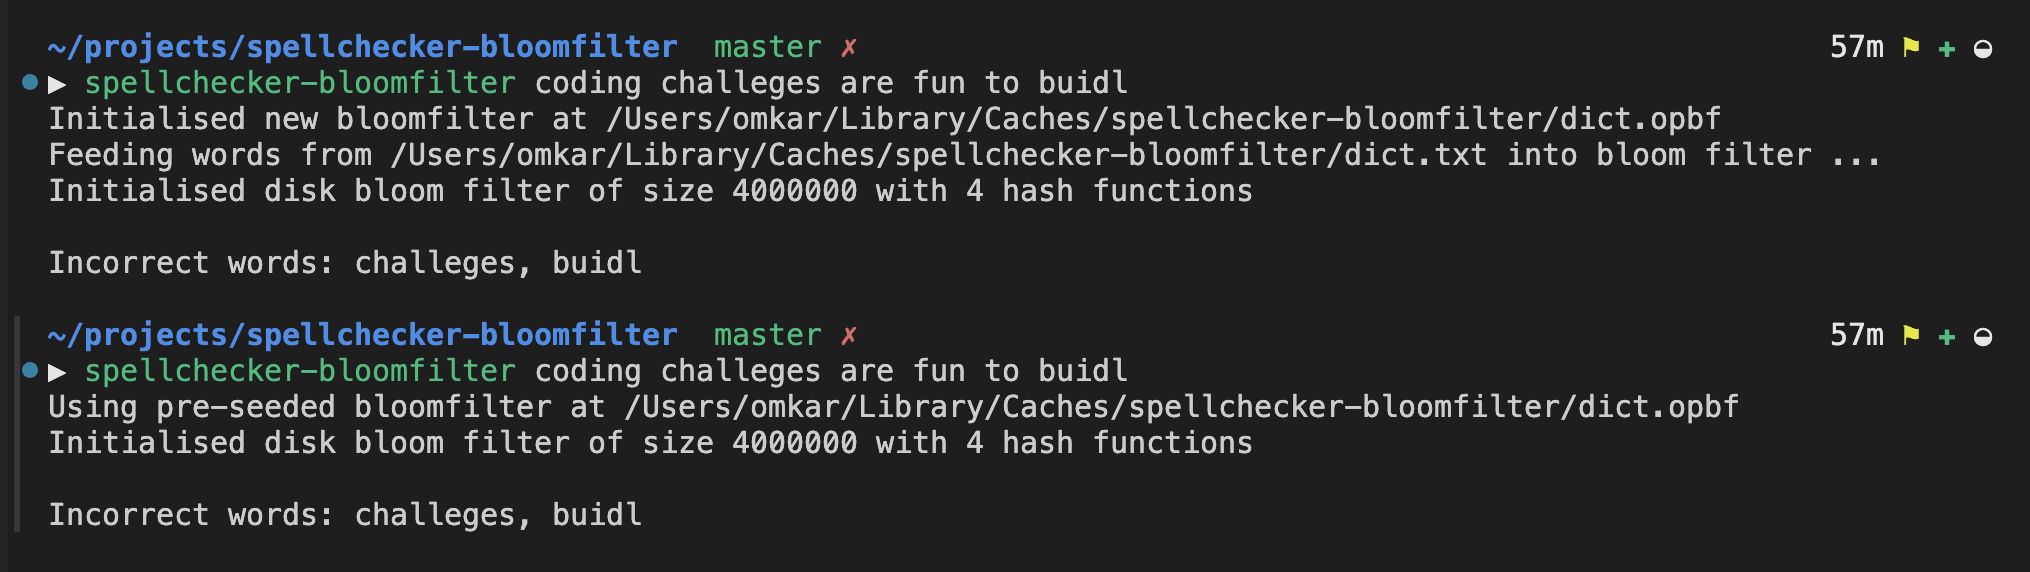 ~/projects/spellchecker-bloomfilter master ✗ 57m ⚑ ✚ ◒
▶ spellchecker-bloomfilter coding challeges are fun to buidl
Initialised new bloomfilter at /Users/omkar/Library/Caches/spellchecker-bloomfilter/dict.opbf
Feeding words from /Users/omkar/Library/Caches/spellchecker-bloomfilter/dict.txt into bloom filter ...
Initialised disk bloom filter of size 4000000 with 4 hash functions
Incorrect words: challeges, buidl
~/projects/spellchecker-bloomfilter master ✗ 57m ⚑ ✚ ◒
▶ spellchecker-bloomfilter coding challeges are fun to buidl
Using pre-seeded bloomfilter at /Users/omkar/Library/Caches/spellchecker-bloomfilter/dict.opbf
Initialised disk bloom filter of size 4000000 with 4 hash functions
Incorrect words: challeges, buidl